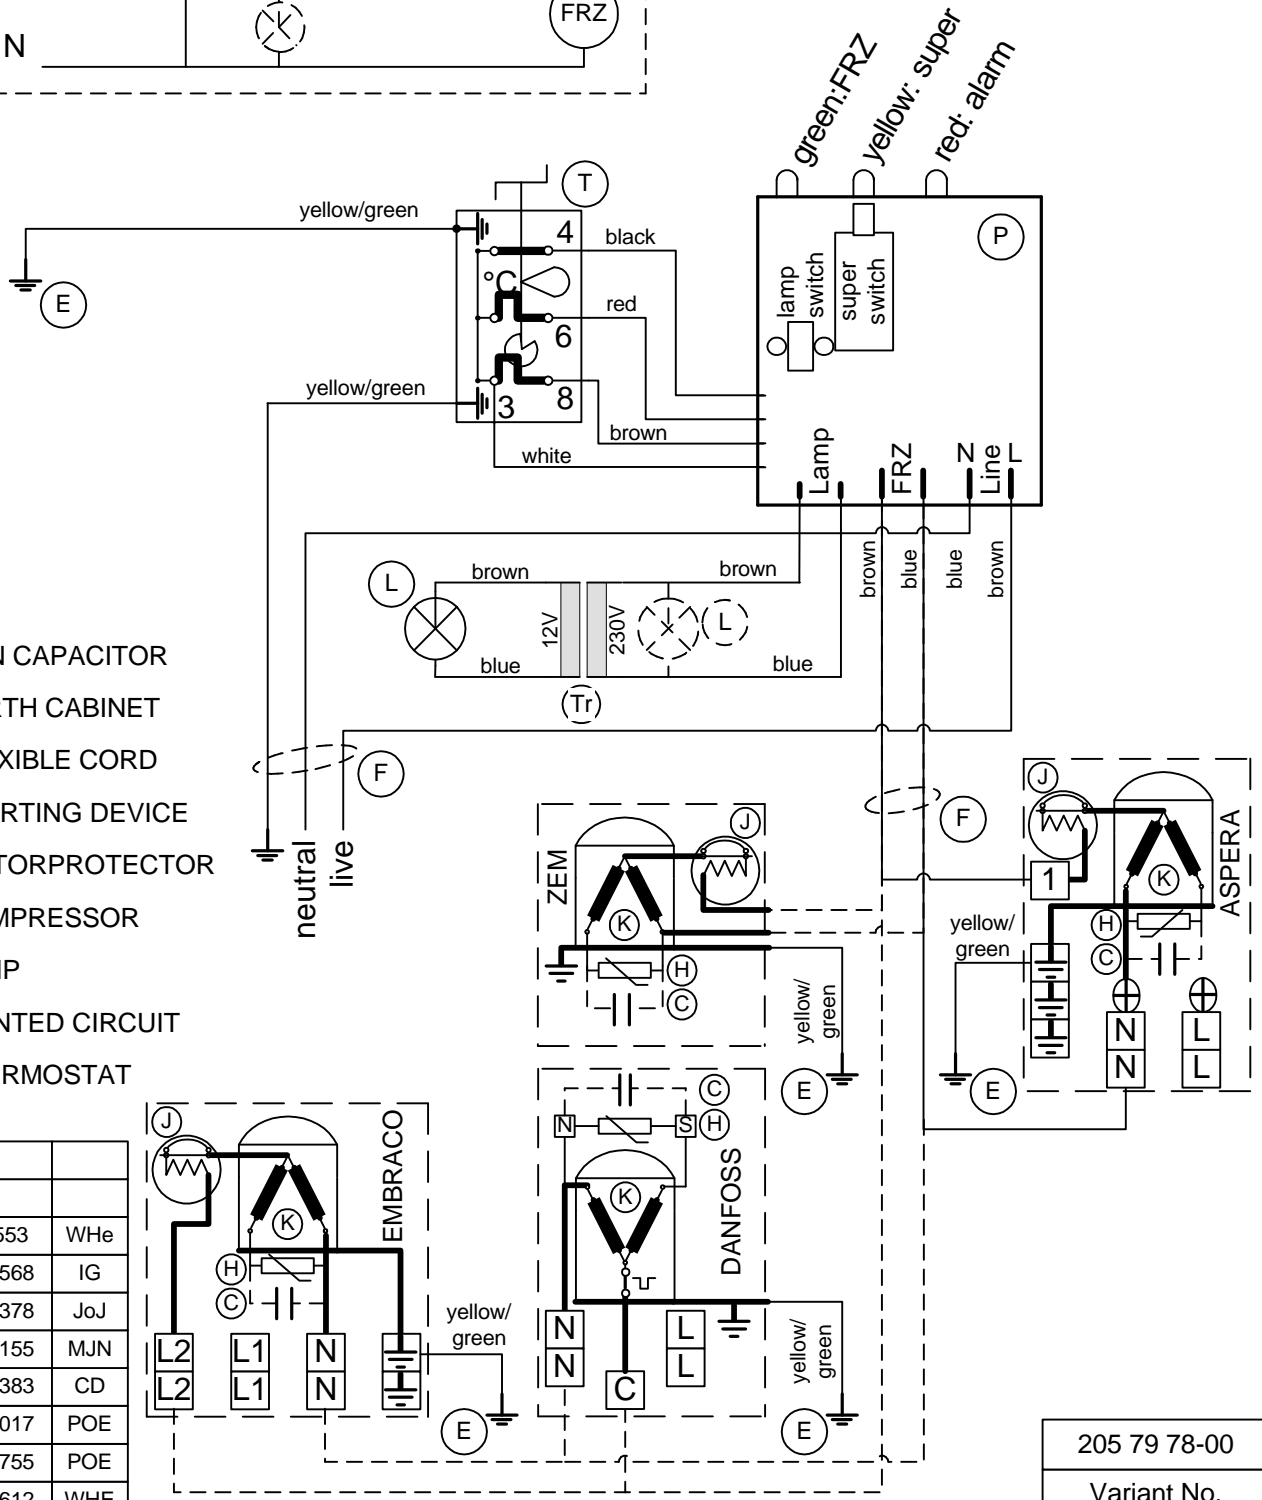 FRZ
N
K
green:FRZ
yellow: super
red: alarm
T
P
yellow/green
4
black
lamp switch
super switch
E
°C
red
6
yellow/green
3
8
brown
white
Lamp
FRZ
N
Line
L
brown
blue
blue
brown
L
brown
12V
230V
brown
L
blue
blue
Tr
N CAPACITOR
RTH CABINET
XIBLE CORD
RTING DEVICE
TORPROTECTOR
MPRESSOR
NTED CIRCUIT
RMOSTAT
F
neutral
live
F
ZEM
J
K
H
C
yellow/
green
E
J
1
K
ASPERA
yellow/
green
H
C
N
L
N
L
E
C
N
S
H
K
DANFOSS
N
L
N
L
C
yellow/
green
E
J
EMBRACO
K
H
C
L2
L1
N
L2
L1
N
yellow/
green
E
553 WHe
568 IG
378 JoJ
155 MJN
383 CD
017 POE
755 POE
612 WHE
205 79 78-00
Variant No.